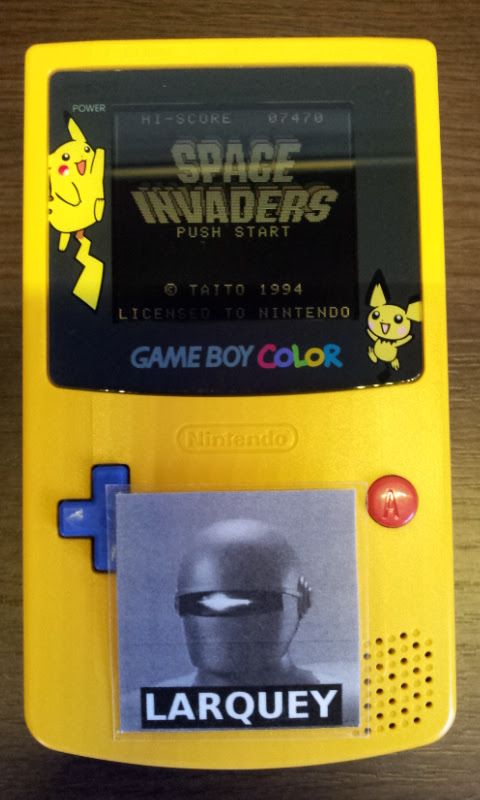 POWER
HI-SCORE 07470
SPACE
INVADERS
PUSH START
© TAITO 1994
LICENSED TO NINTENDO
GAME BOY COLOR
Nintendo
A
LARQUEY